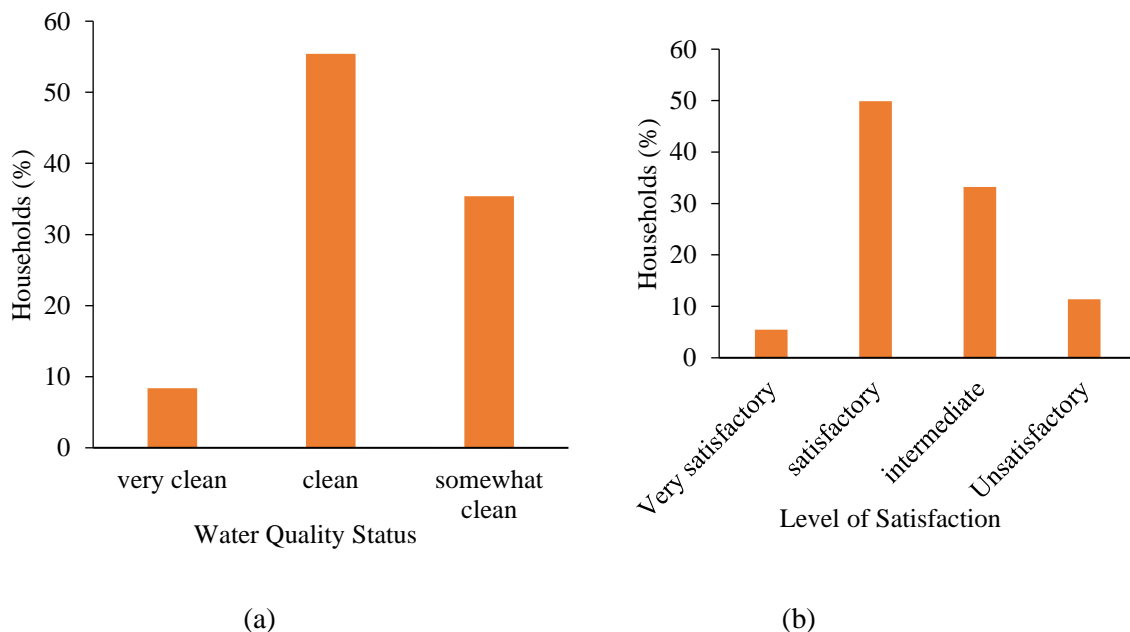 60
50
40
30
20
10
0
Households (%)
very clean
clean
somewhat
clean
Water Quality Status
(a)
60
50
40
30
20
10
0
Households (%)
Very satisfactory
satisfactory
intermediate
Unsatisfactory
Level of Satisfaction
(b)